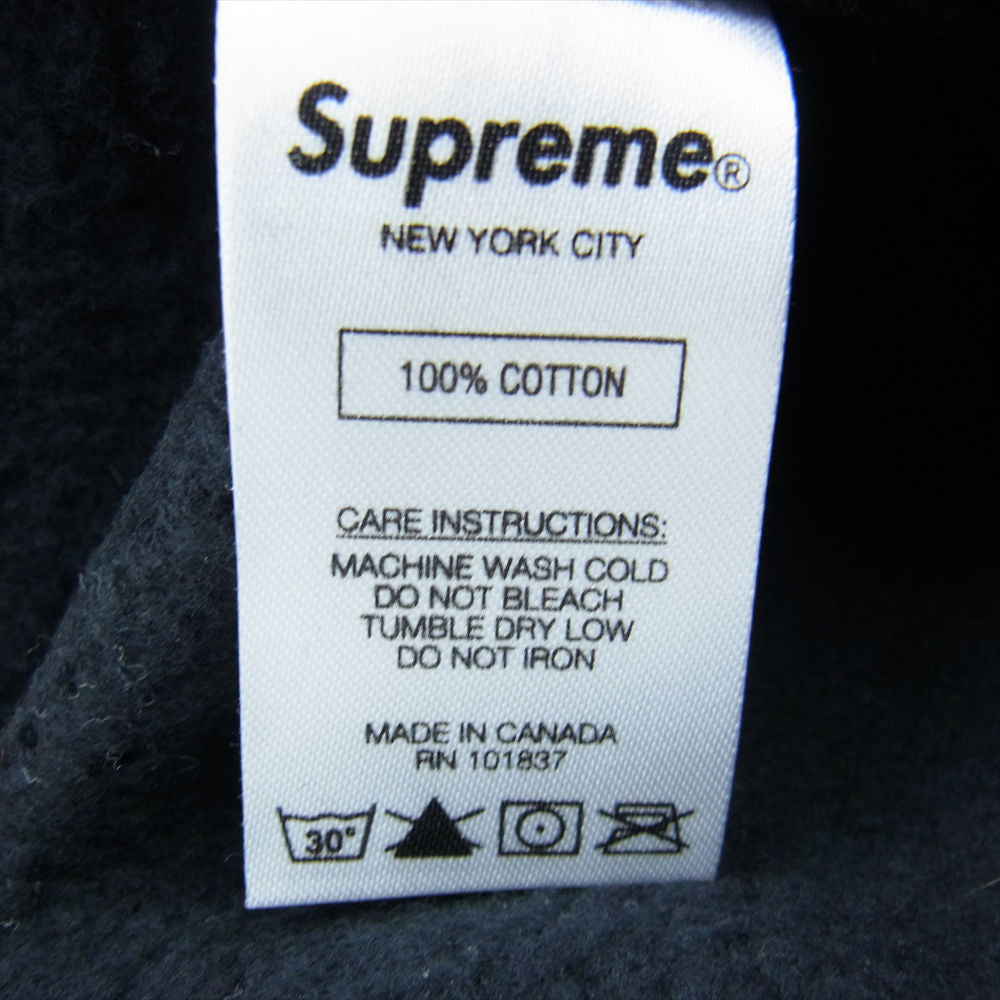 Supreme®
NEW YORK CITY
100% COTTON
CARE INSTRUCTIONS:
MACHINE WASH COLD
DO NOT BLEACH
TUMBLE DRY LOW
DO NOT IRON
MADE IN CANADA
RN 101837
30°